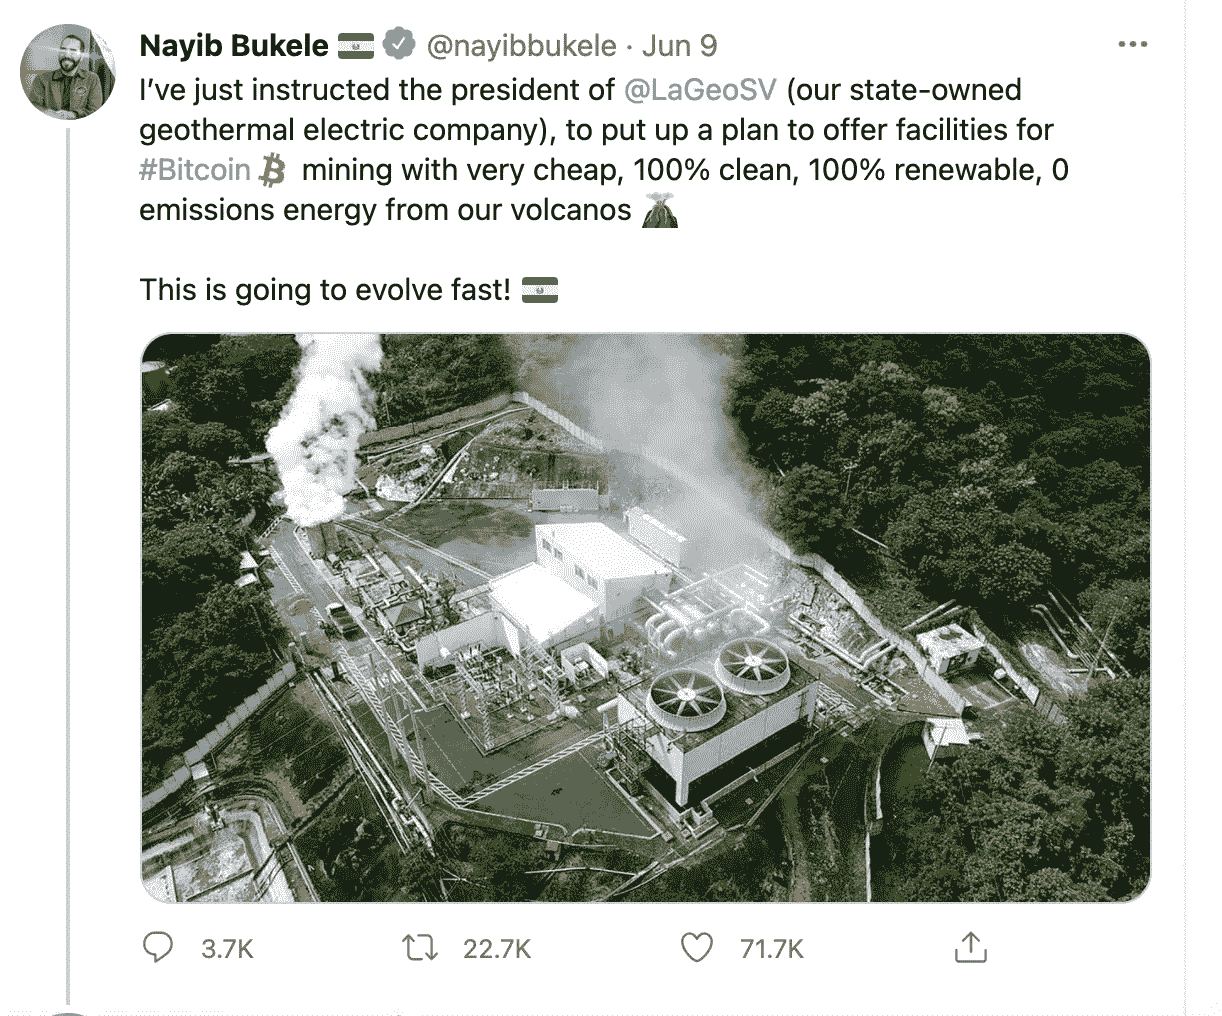 Nayib Bukele 🇸🇻 @nayibbukele · Jun 9
I've just instructed the president of @LaGeoSV (our state-owned
geothermal electric company), to put up a plan to offer facilities for
#Bitcoin mining with very cheap, 100% clean, 100% renewable, 0
emissions energy from our volcanos 🌋
This is going to evolve fast! 🇸🇻
3.7K 22.7K 71.7K